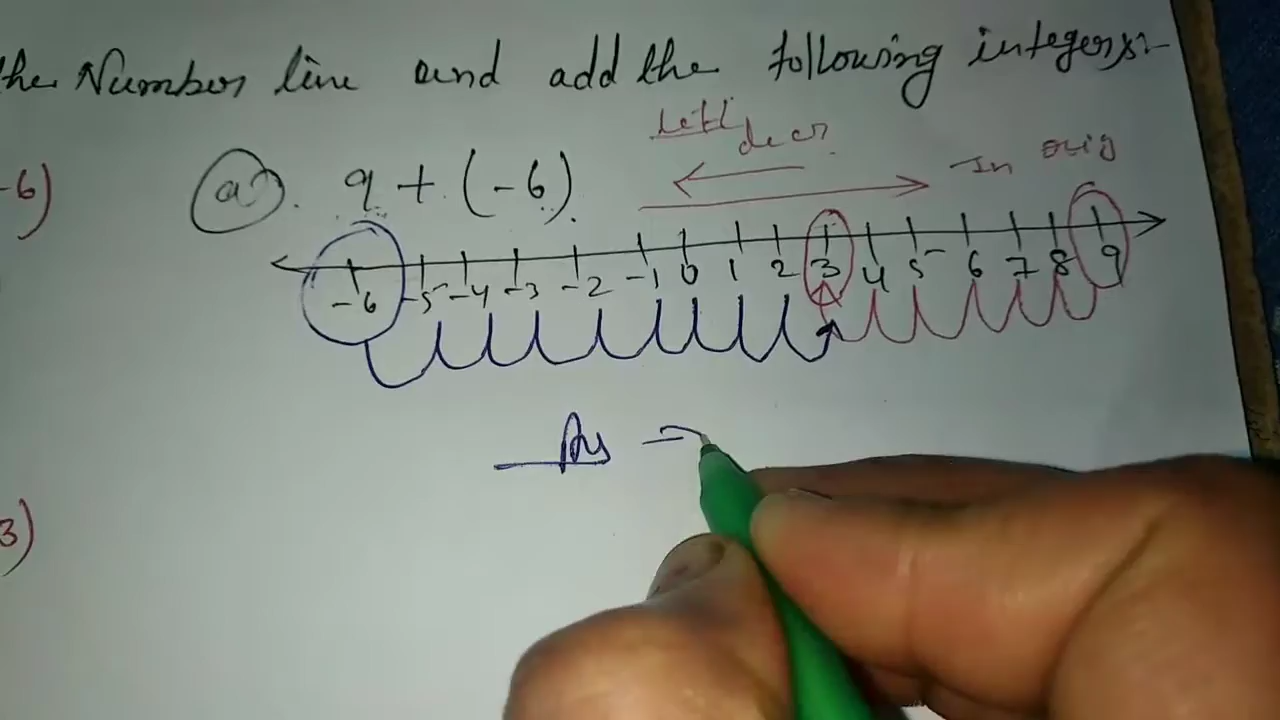 the Number line and add the following integers:-
Left decr
In
-6)
(a). 9 + (-6)
-6 -5 -4 -3 -2 -1 0 1 2 3 4 5 6 7 8 9
Ans =
3)